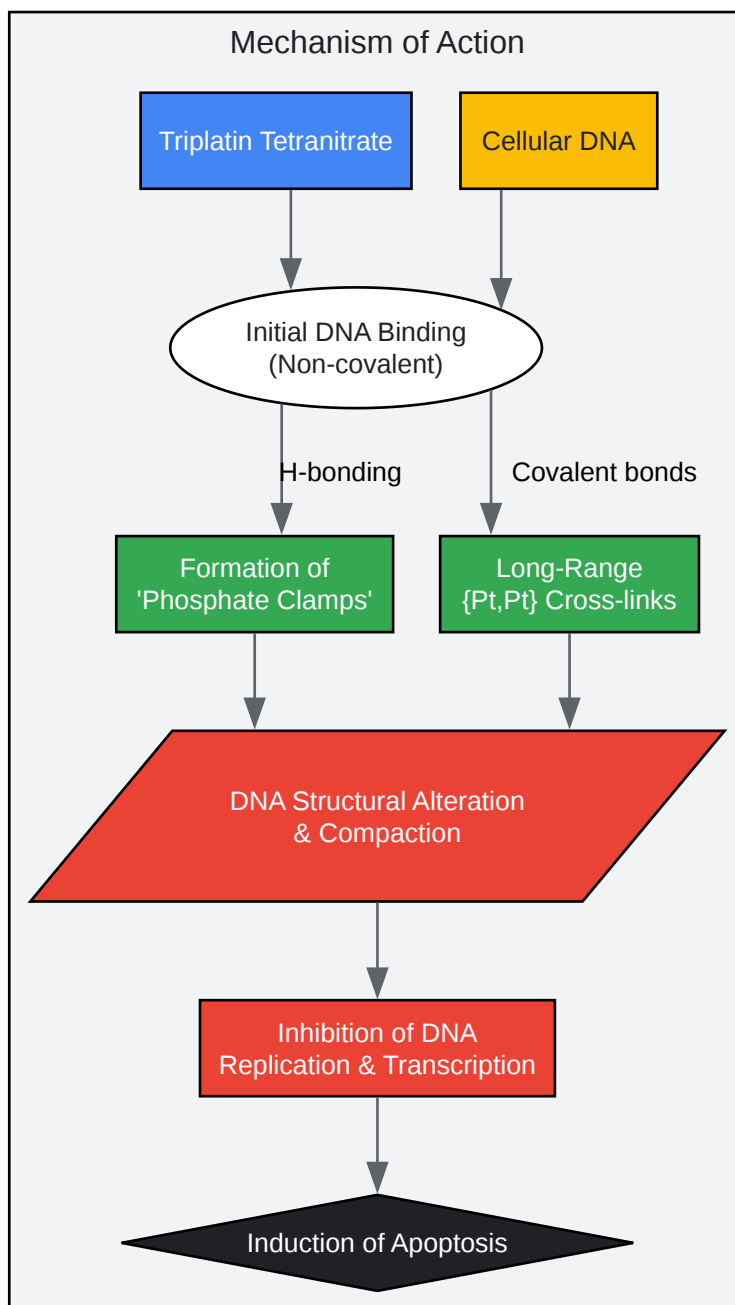 Mechanism of Action
Triplatin Tetranitrate
Cellular DNA
Initial DNA Binding
(Non-covalent)
H-bonding
Covalent bonds
Formation of
'Phosphate Clamps'
Long-Range
{Pt,Pt} Cross-links
DNA Structural Alteration
& Compaction
Inhibition of DNA
Replication & Transcription
Induction of Apoptosis